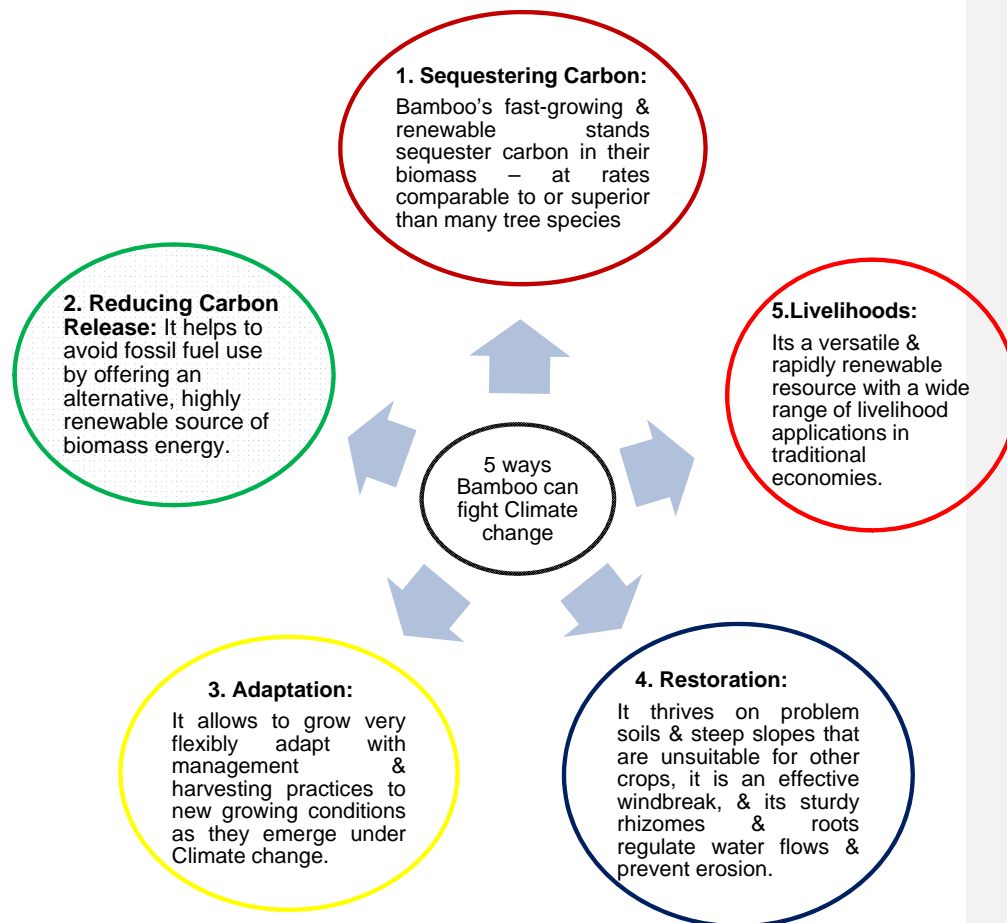 1. Sequestering Carbon:
Bamboo's fast-growing &
renewable stands
sequester carbon in their
biomass – at rates
comparable to or superior
than many tree species
2. Reducing Carbon
Release: It helps to
avoid fossil fuel use
by offering an
alternative, highly
renewable source of
biomass energy.
5.Livelihoods:
Its a versatile &
rapidly renewable
resource with a wide
range of livelihood
applications in
traditional
economies.
5 ways
Bamboo can
fight Climate
change
3. Adaptation:
It allows to grow very
flexibly adapt with
management &
harvesting practices to
new growing conditions
as they emerge under
Climate change.
4. Restoration:
It thrives on problem
soils & steep slopes that
are unsuitable for other
crops, it is an effective
windbreak, & its sturdy
rhizomes & roots
regulate water flows &
prevent erosion.